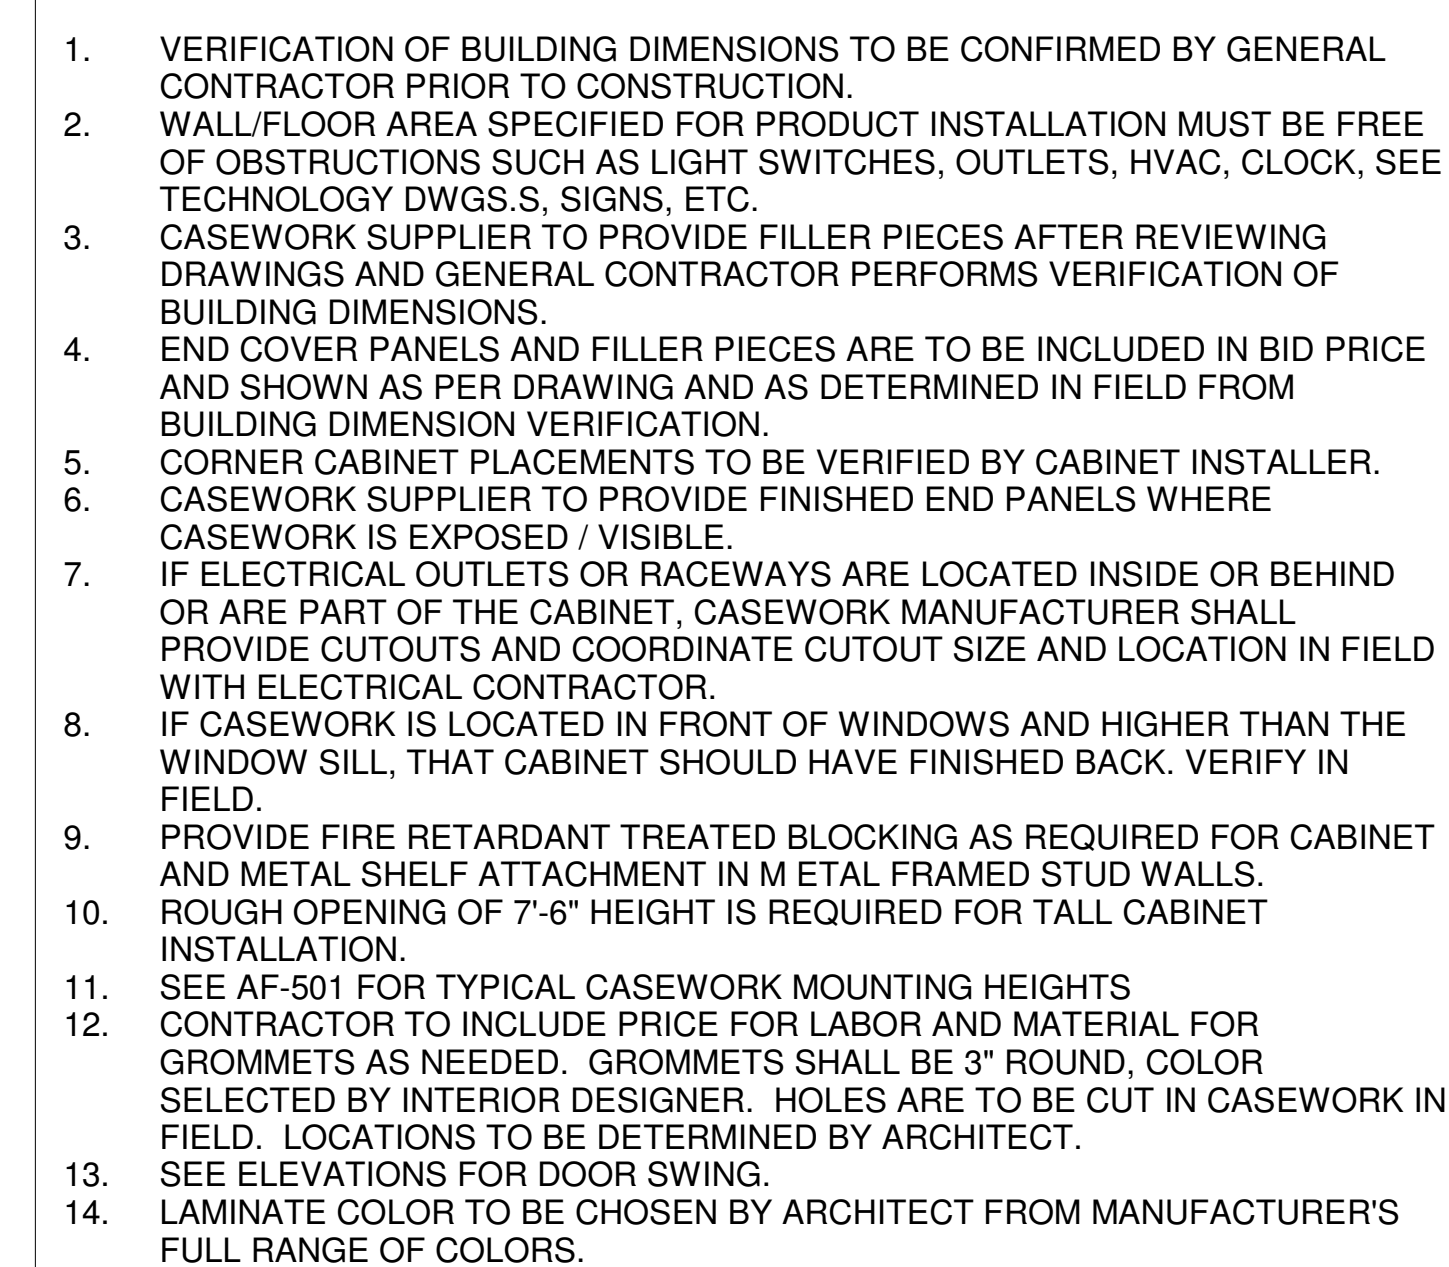 1. VERIFICATION OF BUILDING DIMENSIONS TO BE CONFIRMED BY GENERAL
CONTRACTOR PRIOR TO CONSTRUCTION.
2. WALL/FLOOR AREA SPECIFIED FOR PRODUCT INSTALLATION MUST BE FREE
OF OBSTRUCTIONS SUCH AS LIGHT SWITCHES, OUTLETS, HVAC, CLOCK, SEE
TECHNOLOGY DWGS.S, SIGNS, ETC.
3. CASEWORK SUPPLIER TO PROVIDE FILLER PIECES AFTER REVIEWING
DRAWINGS AND GENERAL CONTRACTOR PERFORMS VERIFICATION OF
BUILDING DIMENSIONS.
4. END COVER PANELS AND FILLER PIECES ARE TO BE INCLUDED IN BID PRICE
AND SHOWN AS PER DRAWING AND AS DETERMINED IN FIELD FROM
BUILDING DIMENSION VERIFICATION.
5. CORNER CABINET PLACEMENTS TO BE VERIFIED BY CABINET INSTALLER.
6. CASEWORK SUPPLIER TO PROVIDE FINISHED END PANELS WHERE
CASEWORK IS EXPOSED / VISIBLE.
7. IF ELECTRICAL OUTLETS OR RACEWAYS ARE LOCATED INSIDE OR BEHIND
OR ARE PART OF THE CABINET, CASEWORK MANUFACTURER SHALL
PROVIDE CUTOUTS AND COORDINATE CUTOUT SIZE AND LOCATION IN FIELD
WITH ELECTRICAL CONTRACTOR.
8. IF CASEWORK IS LOCATED IN FRONT OF WINDOWS AND HIGHER THAN THE
WINDOW SILL, THAT CABINET SHOULD HAVE FINISHED BACK. VERIFY IN
FIELD.
9. PROVIDE FIRE RETARDANT TREATED BLOCKING AS REQUIRED FOR CABINET
AND METAL SHELF ATTACHMENT IN M ETAL FRAMED STUD WALLS.
10. ROUGH OPENING OF 7'-6" HEIGHT IS REQUIRED FOR TALL CABINET
INSTALLATION.
11. SEE AF-501 FOR TYPICAL CASEWORK MOUNTING HEIGHTS
12. CONTRACTOR TO INCLUDE PRICE FOR LABOR AND MATERIAL FOR
GROMMETS AS NEEDED.  GROMMETS SHALL BE 3" ROUND, COLOR
SELECTED BY INTERIOR DESIGNER.  HOLES ARE TO BE CUT IN CASEWORK IN
FIELD.  LOCATIONS TO BE DETERMINED BY ARCHITECT.
13. SEE ELEVATIONS FOR DOOR SWING.
14. LAMINATE COLOR TO BE CHOSEN BY ARCHITECT FROM MANUFACTURER'S
FULL RANGE OF COLORS.